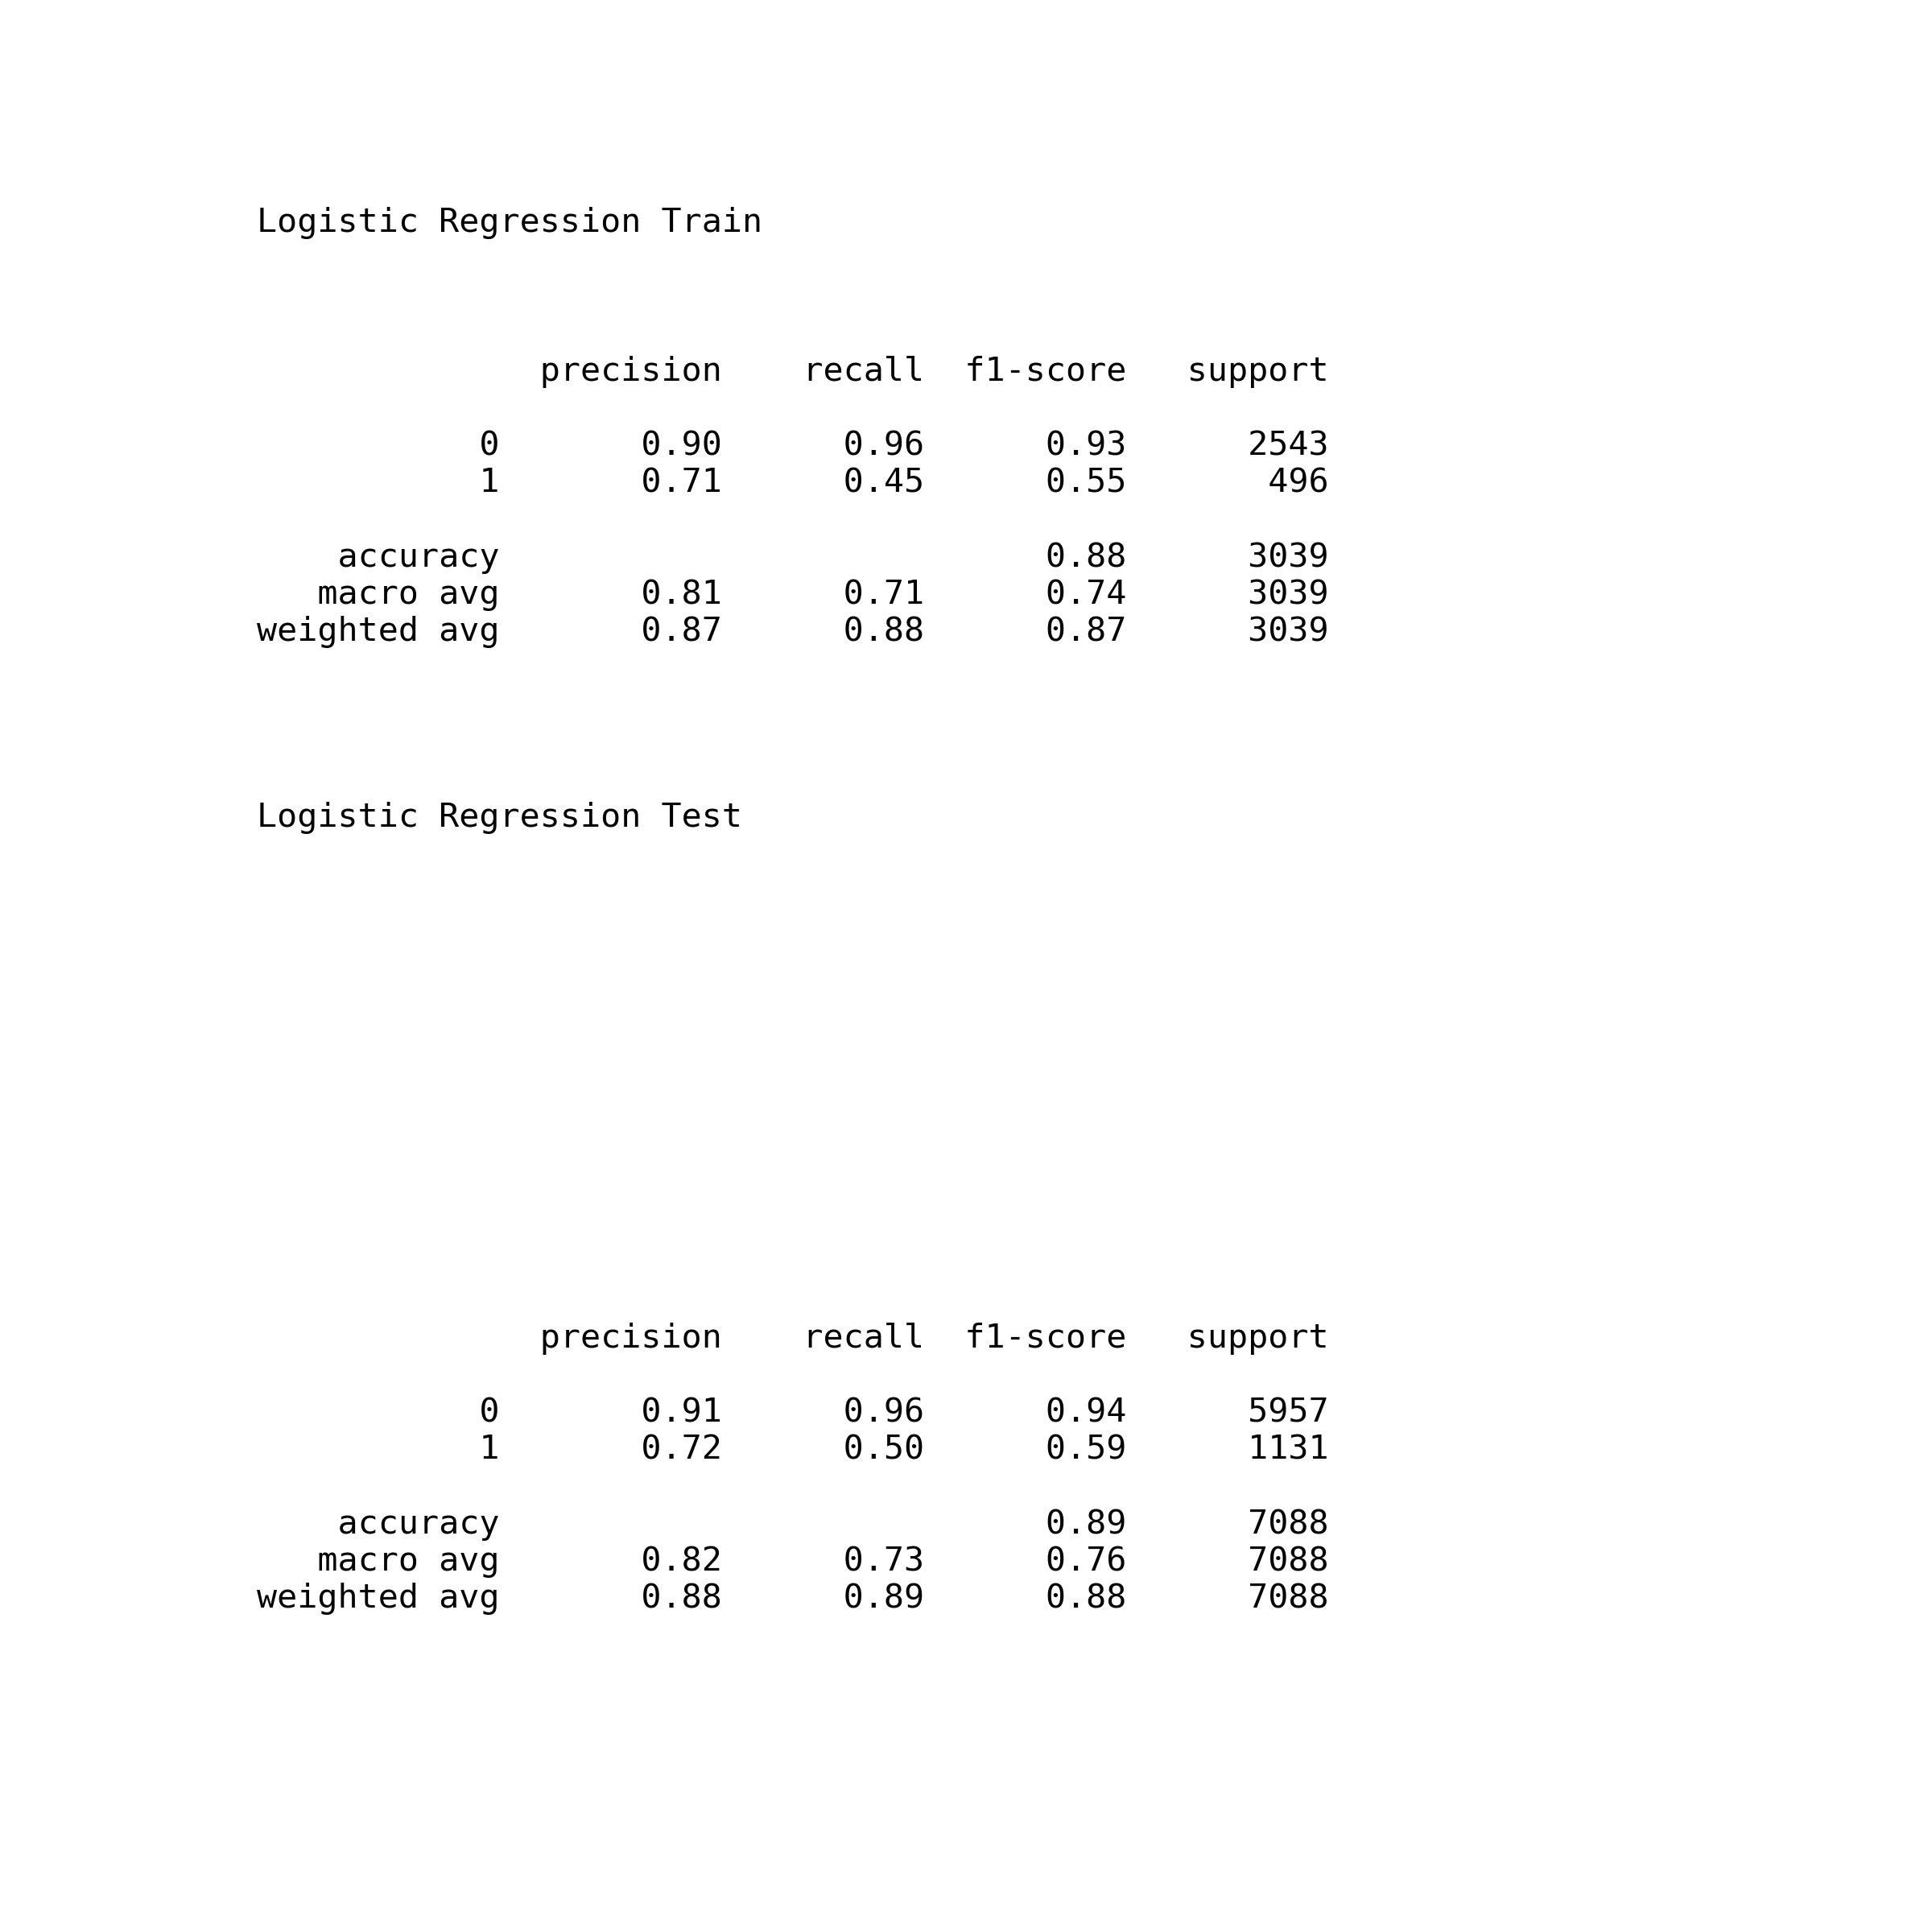 Logistic Regression Train
precision recall f1-score support
0 0.90 0.96 0.93 2543
1 0.71 0.45 0.55 496
accuracy 0.88 3039
macro avg 0.81 0.71 0.74 3039
weighted avg 0.87 0.88 0.87 3039
Logistic Regression Test
precision recall f1-score support
0 0.91 0.96 0.94 5957
1 0.72 0.50 0.59 1131
accuracy 0.89 7088
macro avg 0.82 0.73 0.76 7088
weighted avg 0.88 0.89 0.88 7088